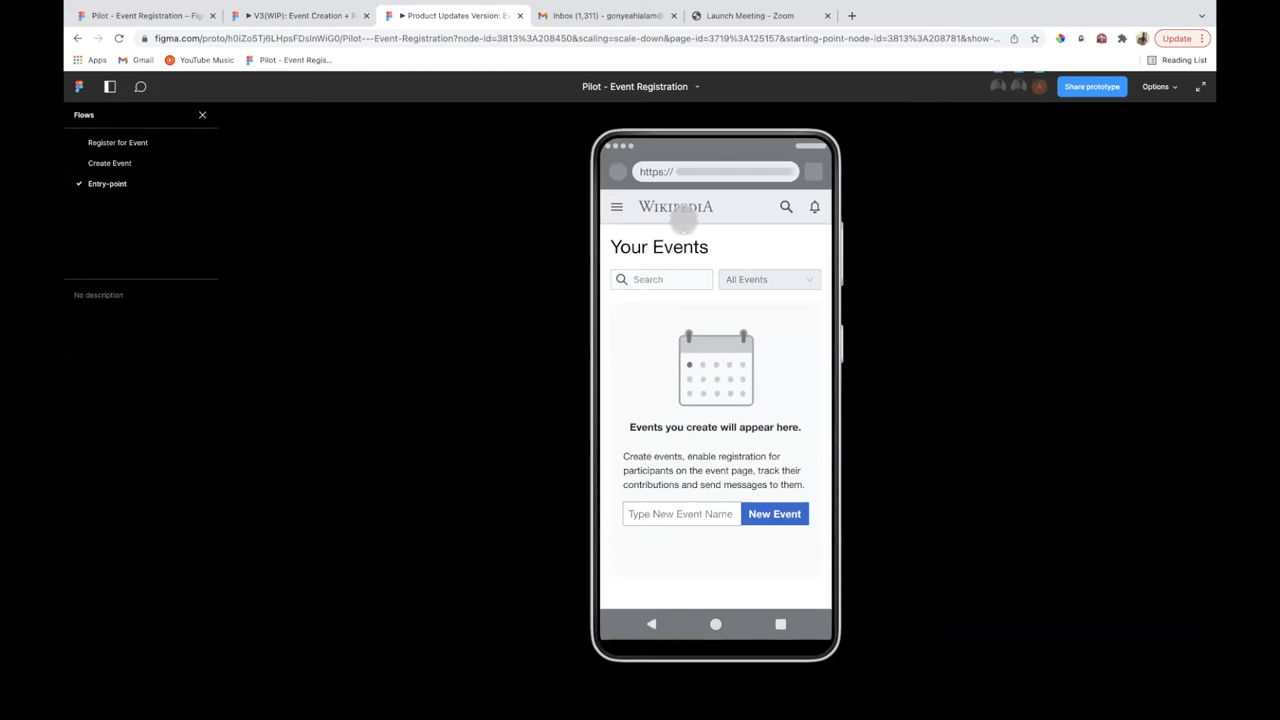 Pilot - Event Registration – Fig
▶ V3(WIP): Event Creation + R
▶ Product Updates Version: E
Inbox (1,311) - gonyeahialam@
Launch Meeting - Zoom
figma.com/proto/h0iZo5Tj6LHpsFDsInWiG0/Pilot---Event-Registration?node-id=3813%3A208450&scaling=scale-down&page-id=3719%3A125157&starting-point-node-id=3813%3A208781&show-...
Update
Apps
Gmail
YouTube Music
Pilot - Event Regis...
Reading List
Pilot - Event Registration
A
Share prototype
Options
Flows
Register for Event
Create Event
Entry-point
No description
https://
WIKIPEDIA
Your Events
Search
All Events
Events you create will appear here.
Create events, enable registration for
participants on the event page, track their
contributions and send messages to them.
Type New Event Name
New Event